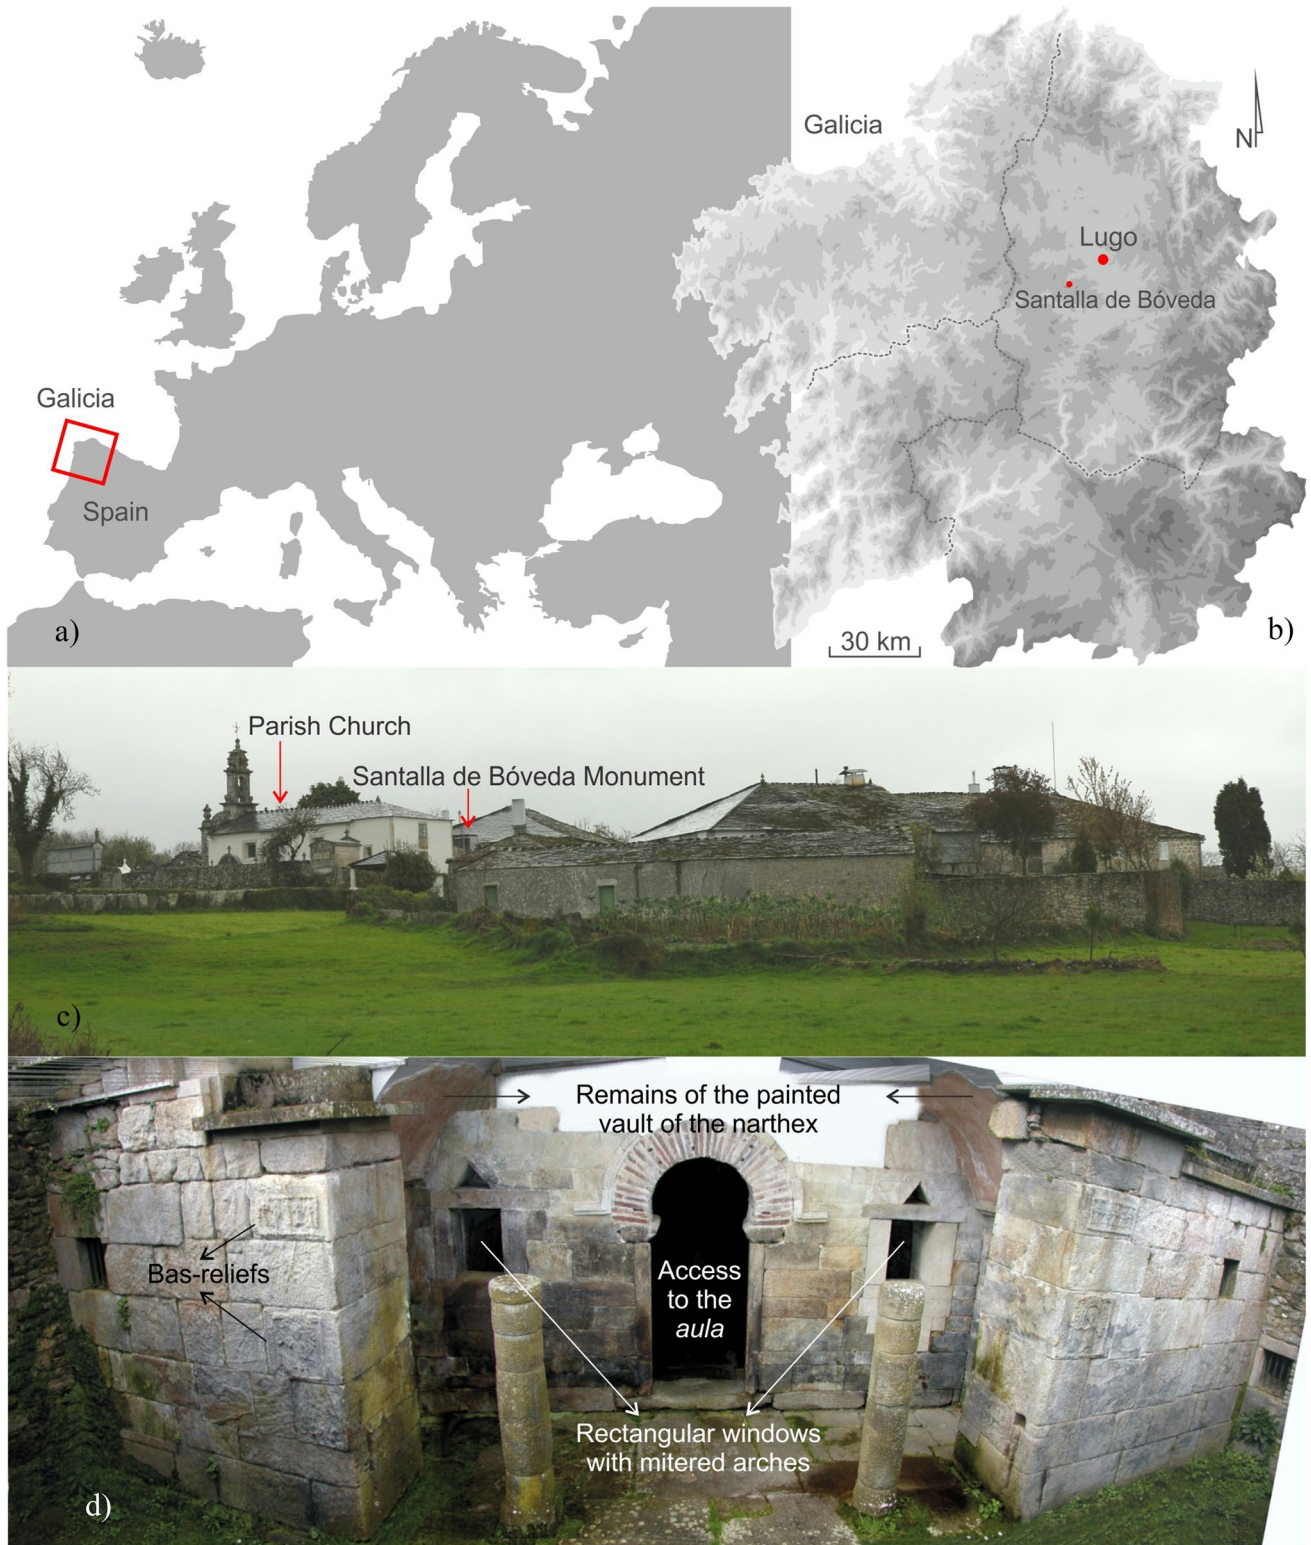 Galicia
N
Lugo
Santalla de Bóveda
Galicia
Spain
a)
30 km
b)
Parish Church
Santalla de Bóveda Monument
c)
Remains of the painted
vault of the narthex
Bas-reliefs
Access
to the
aula
Rectangular windows
with mitered arches
d)